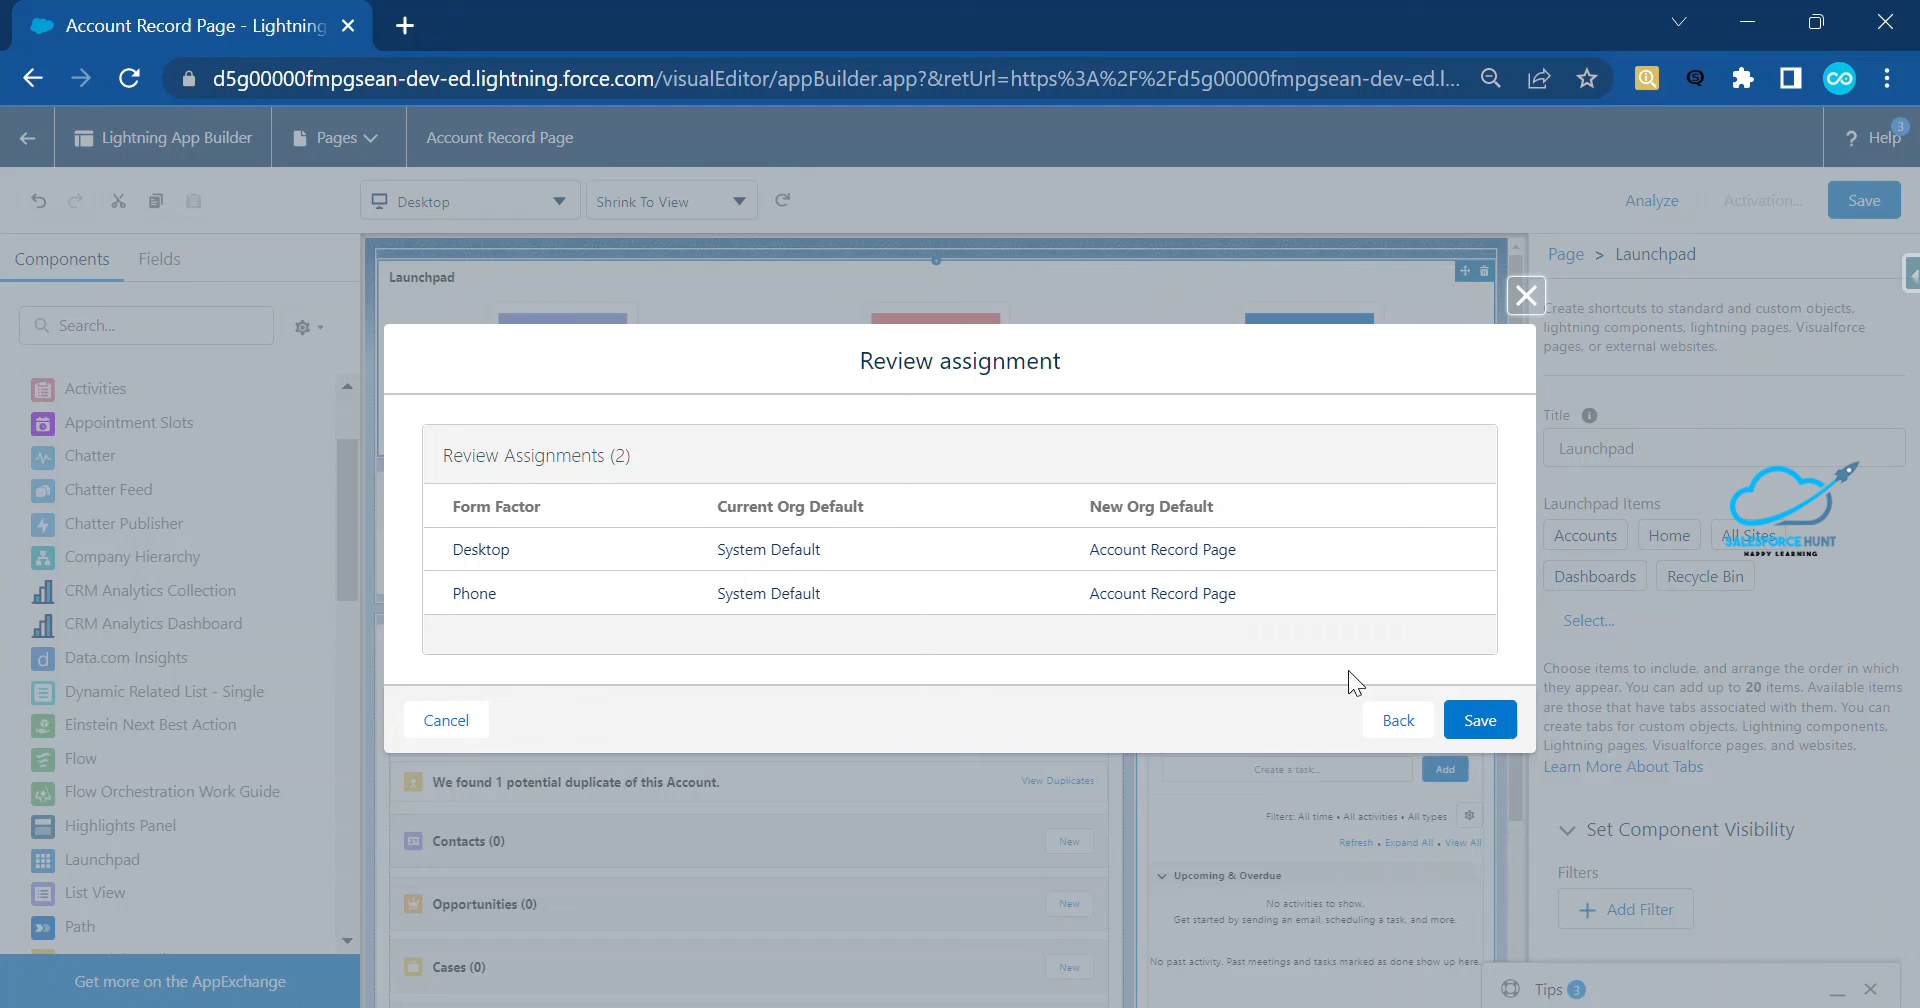 Account Record Page - Lightning
d5g00000fmpgsean-dev-ed.lightning.force.com/visualEditor/appBuilder.app?&retUrl=https%3A%2F%2Fd5g00000fmpgsean-dev-ed.l...
Lightning App Builder
Pages
Account Record Page
3
? Help
Desktop
Shrink To View
Analyze
Activation...
Save
Components
Fields
Search...
Activities
Appointment Slots
Chatter
Chatter Feed
Chatter Publisher
Company Hierarchy
CRM Analytics Collection
CRM Analytics Dashboard
Data.com Insights
Dynamic Related List - Single
Einstein Next Best Action
Flow
Flow Orchestration Work Guide
Highlights Panel
Launchpad
List View
Path
Get more on the AppExchange
Launchpad
Review assignment
Review Assignments (2)
Form Factor Current Org Default New Org Default
Desktop System Default Account Record Page
Phone System Default Account Record Page
Cancel
Back
Save
We found 1 potential duplicate of this Account.
View Duplicates
Contacts (0)
New
Opportunities (0)
New
Cases (0)
New
Create a task...
Add
Filters: All time • All activities • All types
Refresh • Expand All • View All
Upcoming & Overdue
No activities to show.
Get started by sending an email, scheduling a task, and more.
No past activity. Past meetings and tasks marked as done show up here.
Page > Launchpad
Create shortcuts to standard and custom objects,
lightning components, lightning pages, Visualforce
pages, or external websites.
Title
Launchpad
Launchpad Items
Accounts
Home
All Sites
SALESFORCE HUNT
HAPPY LEARNING
Dashboards
Recycle Bin
Select...
Choose items to include, and arrange the order in which
they appear. You can add up to 20 items. Available items
are those that have tabs associated with them. You can
create tabs for custom objects, Lightning components,
Lightning pages, Visualforce pages, and websites.
Learn More About Tabs
Set Component Visibility
Filters
+ Add Filter
Tips 3